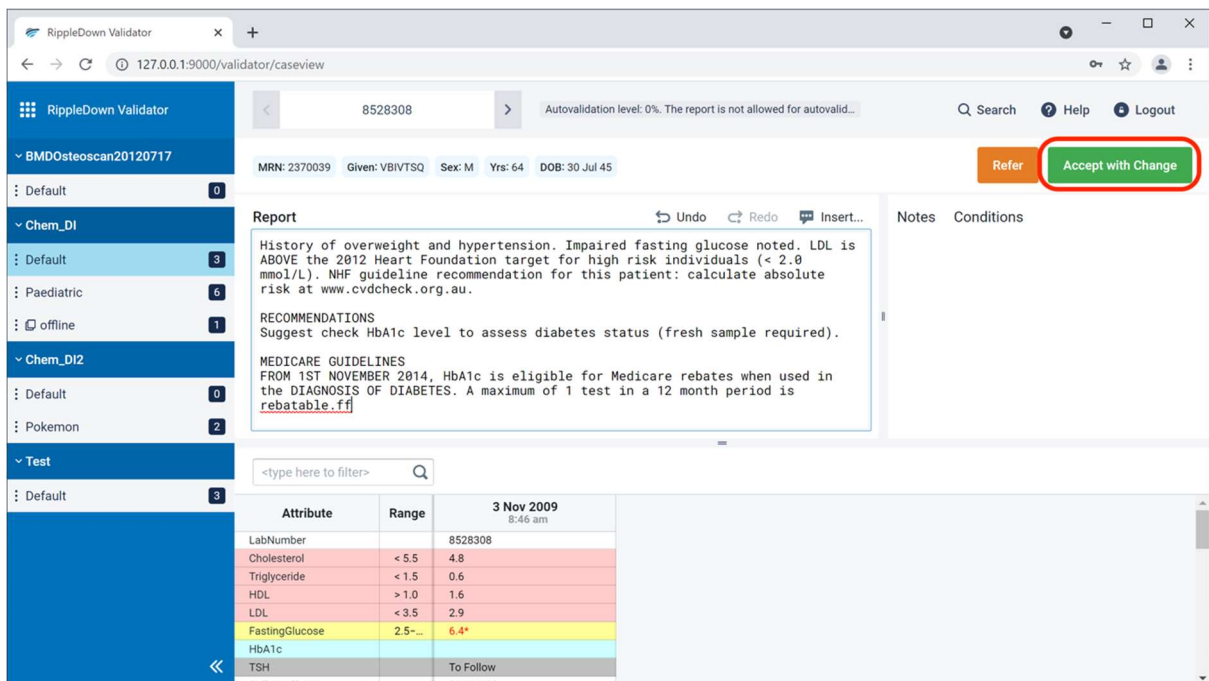 RippleDown Validator
127.0.0.1:9000/validator/caseview
RippleDown Validator
8528308
Autovalidation level: 0%. The report is not allowed for autovalid...
Search
Help
Logout
BMDOsteoscan20120717
Default 0
Chem_DI
Default 3
Paediatric 6
offline 1
Chem_DI2
Default 0
Pokemon 2
Test
Default 3
MRN: 2370039 Given: VBIVTSQ Sex: M Yrs: 64 DOB: 30 Jul 45
Refer
Accept with Change
Report
Undo
Redo
Insert...
History of overweight and hypertension. Impaired fasting glucose noted. LDL is
ABOVE the 2012 Heart Foundation target for high risk individuals (< 2.0
mmol/L). NHF guideline recommendation for this patient: calculate absolute
risk at www.cvdcheck.org.au.
RECOMMENDATIONS
Suggest check HbA1c level to assess diabetes status (fresh sample required).
MEDICARE GUIDELINES
FROM 1ST NOVEMBER 2014, HbA1c is eligible for Medicare rebates when used in
the DIAGNOSIS OF DIABETES. A maximum of 1 test in a 12 month period is
rebatable.ff
Notes Conditions
<type here to filter>
Attribute Range 3 Nov 2009
8:46 am
LabNumber 8528308
Cholesterol < 5.5 4.8
Triglyceride < 1.5 0.6
HDL > 1.0 1.6
LDL < 3.5 2.9
FastingGlucose 2.5–... 6.4*
HbA1c
TSH To Follow